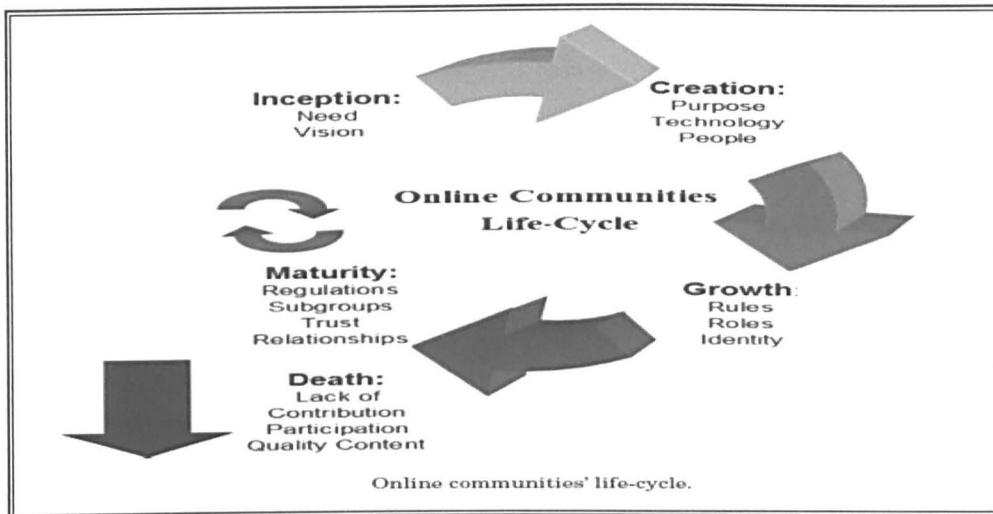 Inception:
Need
Vision
Creation:
Purpose
Technology
People
Online Communities
Life-Cycle
Growth:
Rules
Roles
Identity
Maturity:
Regulations
Subgroups
Trust
Relationships
Death:
Lack of
Contribution
Participation
Quality Content
Online communities' life-cycle.